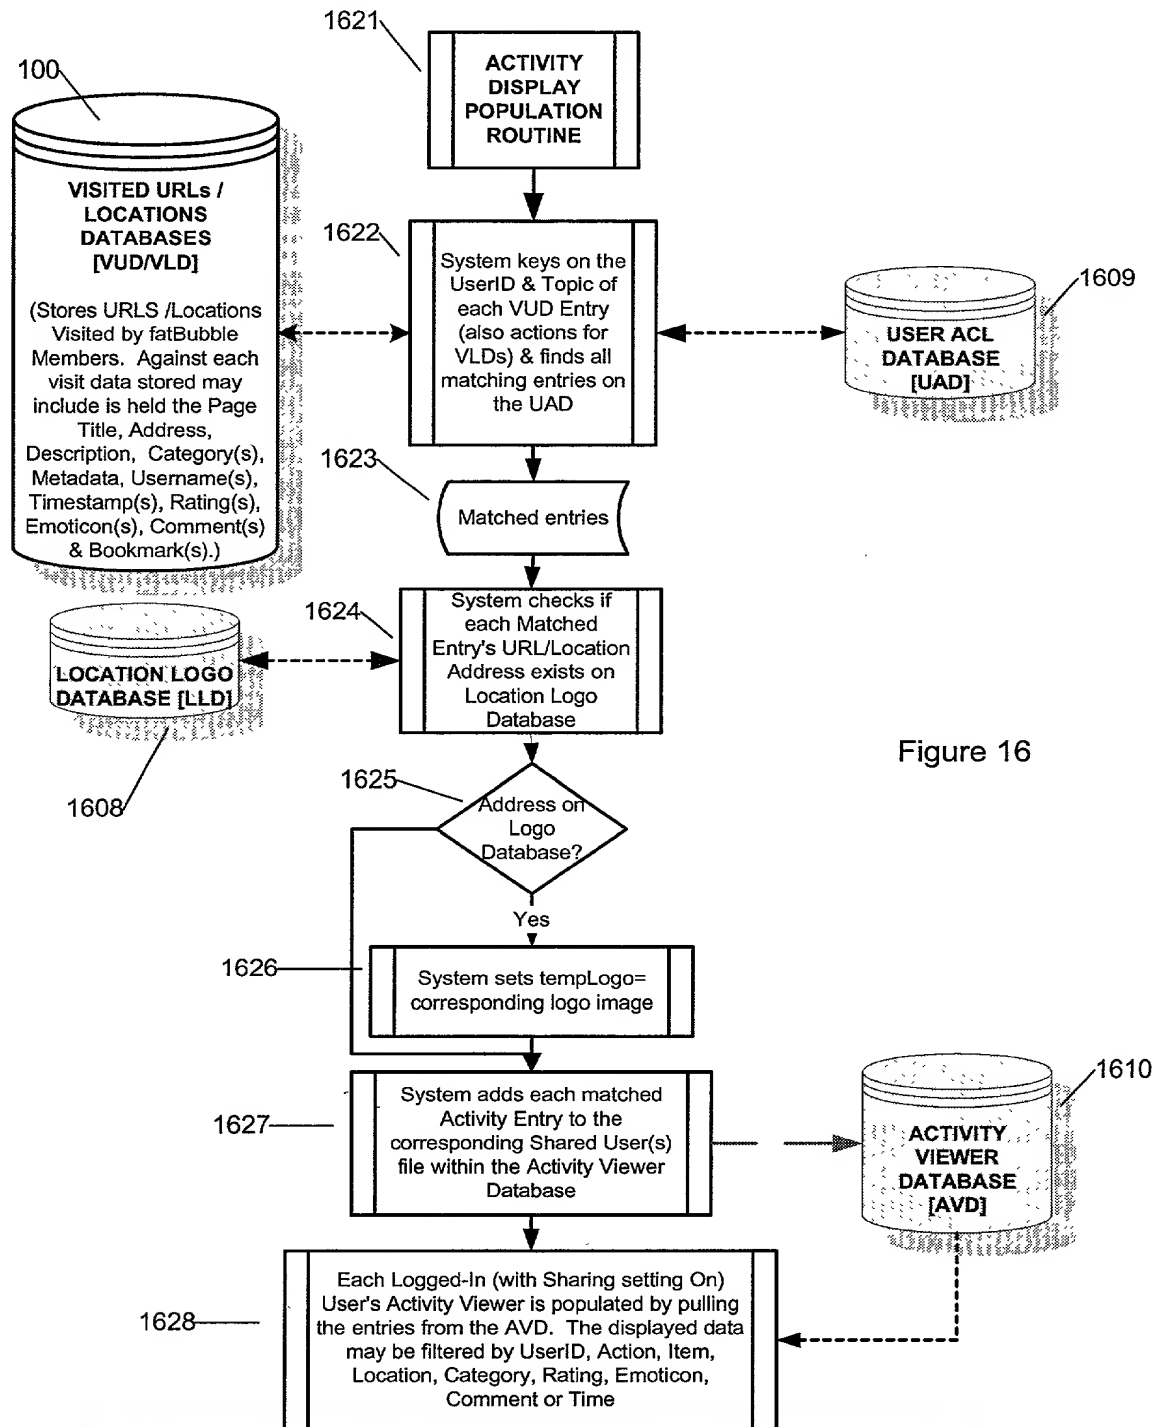 1621
ACTIVITY
DISPLAY
POPULATION
ROUTINE
100
VISITED URLs /
LOCATIONS
DATABASES
[VUD/VLD]
(Stores URLS /Locations
Visited by fatBubble
Members. Against each
visit data stored may
include is held the Page
Title, Address,
Description, Category(s),
Metadata, Username(s),
Timestamp(s), Rating(s),
Emoticon(s), Comment(s)
& Bookmark(s).)
1622
System keys on the
UserID & Topic of
each VUD Entry
(also actions for
VLDs) & finds all
matching entries on
the UAD
1609
USER ACL
DATABASE
[UAD]
1623
Matched entries
1624
System checks if
each Matched
Entry's URL/Location
Address exists on
Location Logo
Database
LOCATION LOGO
DATABASE [LLD]
1608
Figure 16
1625
Address on
Logo
Database?
Yes
1626
System sets tempLogo=
corresponding logo image
1627
System adds each matched
Activity Entry to the
corresponding Shared User(s)
file within the Activity Viewer
Database
1610
ACTIVITY
VIEWER
DATABASE
[AVD]
1628
Each Logged-In (with Sharing setting On)
User's Activity Viewer is populated by pulling
the entries from the AVD. The displayed data
may be filtered by UserID, Action, Item,
Location, Category, Rating, Emoticon,
Comment or Time